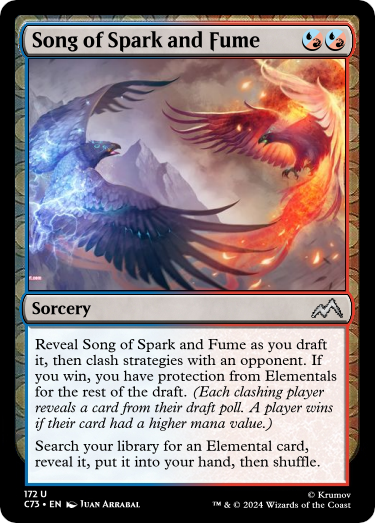 Song of Spark and Fume
Sorcery
Reveal Song of Spark and Fume as you draft
it, then clash strategies with an opponent. If
you win, you have protection from Elementals
for the rest of the draft. (Each clashing player
reveals a card from their draft poll. A player wins
if their card had a higher mana value.)
Search your library for an Elemental card,
reveal it, put it into your hand, then shuffle.
172 U
© Krumov
C73 • EN Juan Arrabal
™ & © 2024 Wizards of the Coast